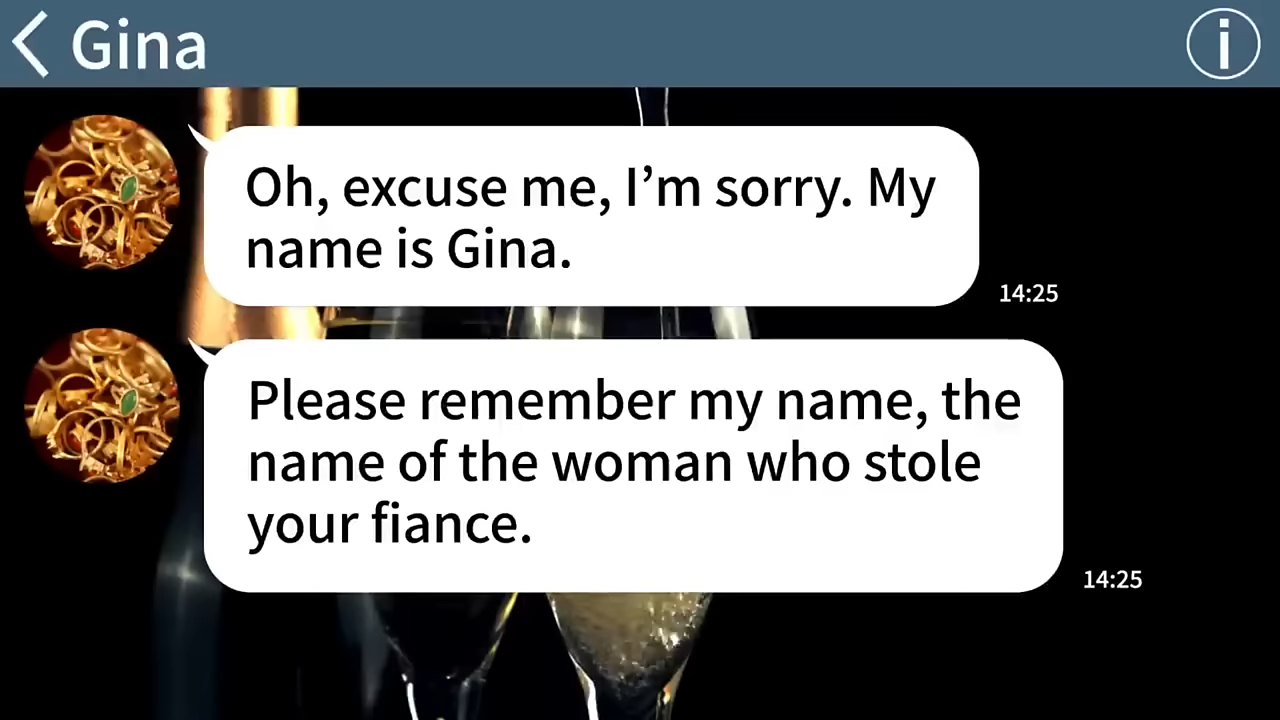 Gina
Oh, excuse me, I’m sorry. My
name is Gina.
14:25
Please remember my name, the
name of the woman who stole
your fiance.
14:25